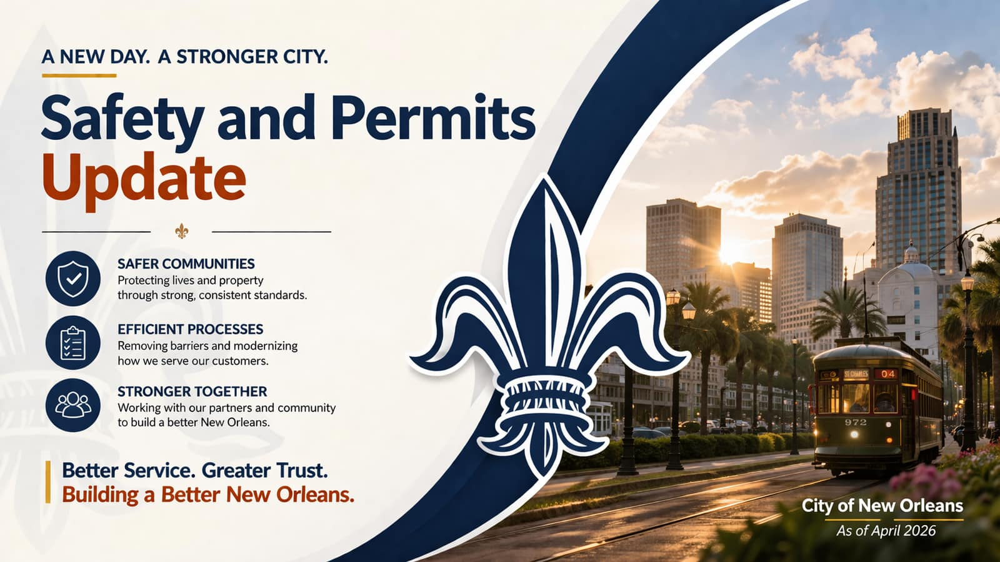 A NEW DAY. A STRONGER CITY.
Safety and Permits
Update
SAFER COMMUNITIES
Protecting lives and property
through strong, consistent standards.
EFFICIENT PROCESSES
Removing barriers and modernizing
how we serve our customers.
STRONGER TOGETHER
Working with our partners and community
to build a better New Orleans.
Better Service. Greater Trust.
Building a Better New Orleans.
ST CHARLES
04
972
City of New Orleans
As of April 2026